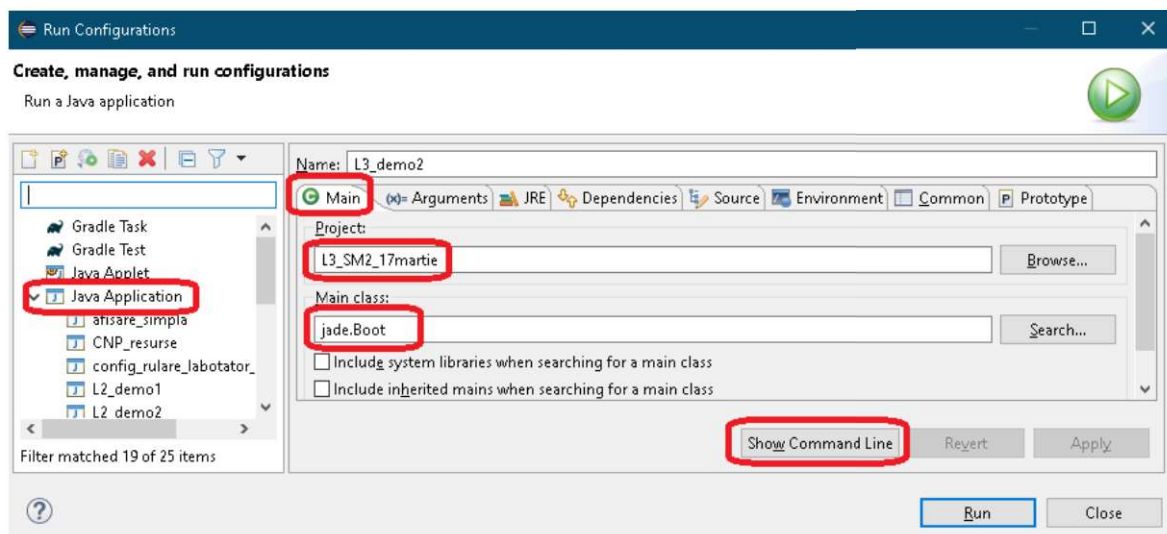 Run Configurations
Create, manage, and run configurations
Run a Java application
Name: L3_demo2
Main
(x)= Arguments
JRE
Dependencies
Source
Environment
Common
Prototype
Gradle Task
Gradle Test
Java Applet
Java Application
afisare_simpla
CNP_resurse
config_rulare_labotator_
L2_demo1
L2_demo2
Filter matched 19 of 25 items
Project:
L3_SM2_17martie
Browse...
Main class:
jade.Boot
Search...
Include system libraries when searching for a main class
Include inherited mains when searching for a main class
Show Command Line
Revert
Apply
Run
Close